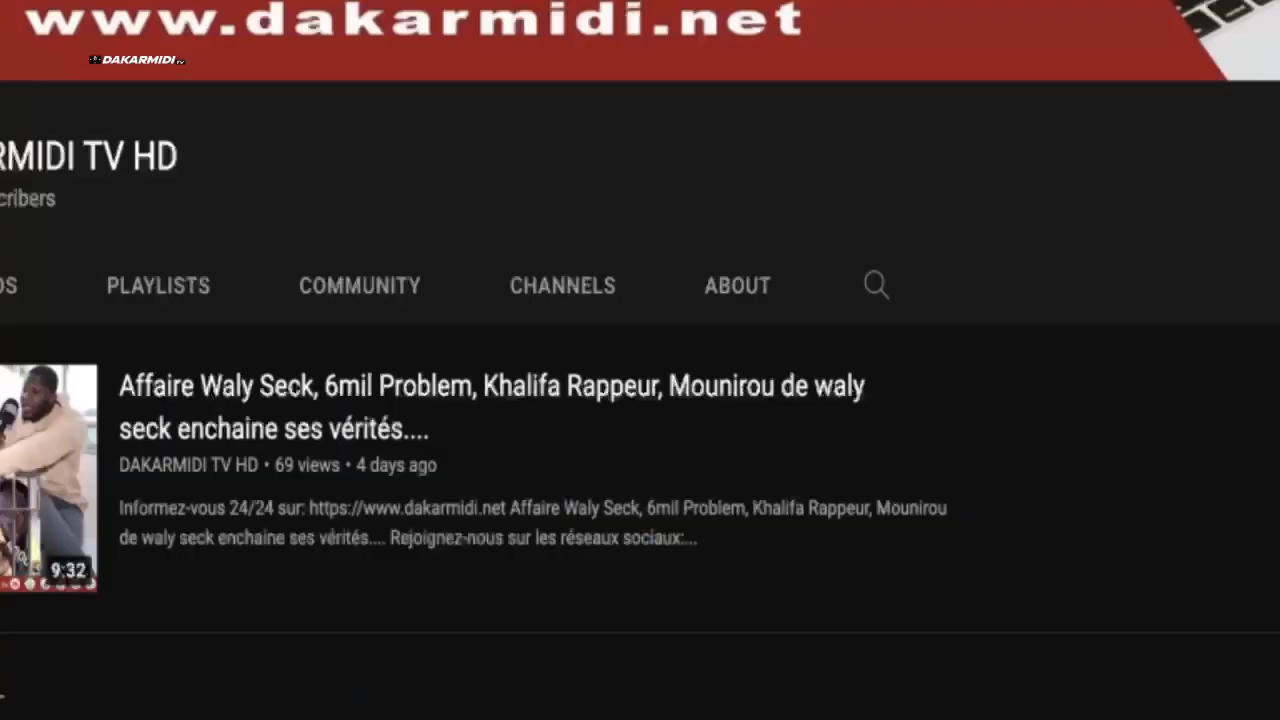 www.dakarmidi.net
DAKARMIDI TV
RMIDI TV HD
cribers
OS
PLAYLISTS
COMMUNITY
CHANNELS
ABOUT
Affaire Waly Seck, 6mil Problem, Khalifa Rappeur, Mounirou de waly
seck enchaine ses vérités....
DAKARMIDI TV HD • 69 views • 4 days ago
Informez-vous 24/24 sur: https://www.dakarmidi.net Affaire Waly Seck, 6mil Problem, Khalifa Rappeur, Mounirou
de waly seck enchaine ses vérités.... Rejoignez-nous sur les réseaux sociaux:...
9:32